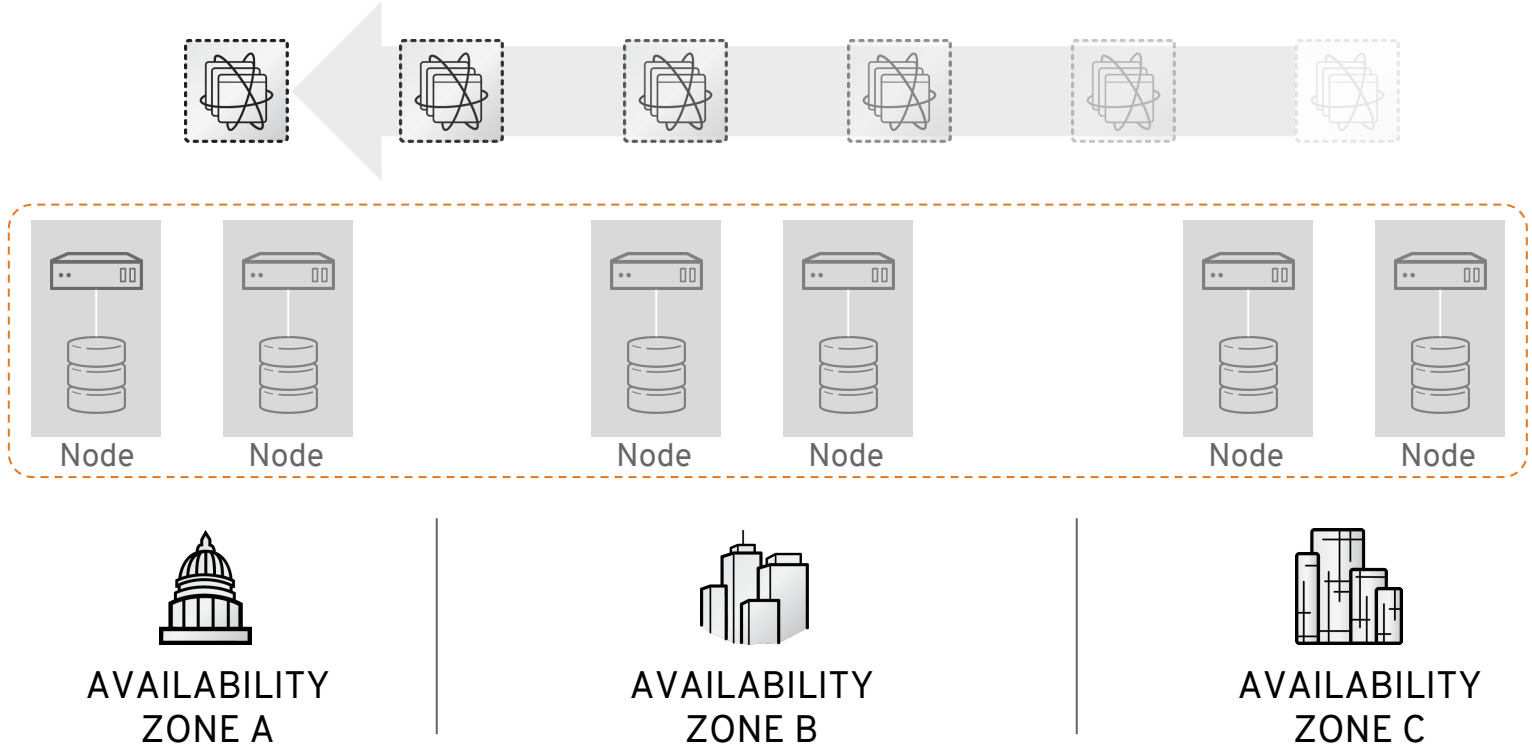 Node
Node
Node
Node
Node
Node
AVAILABILITY
ZONE A
AVAILABILITY
ZONE B
AVAILABILITY
ZONE C